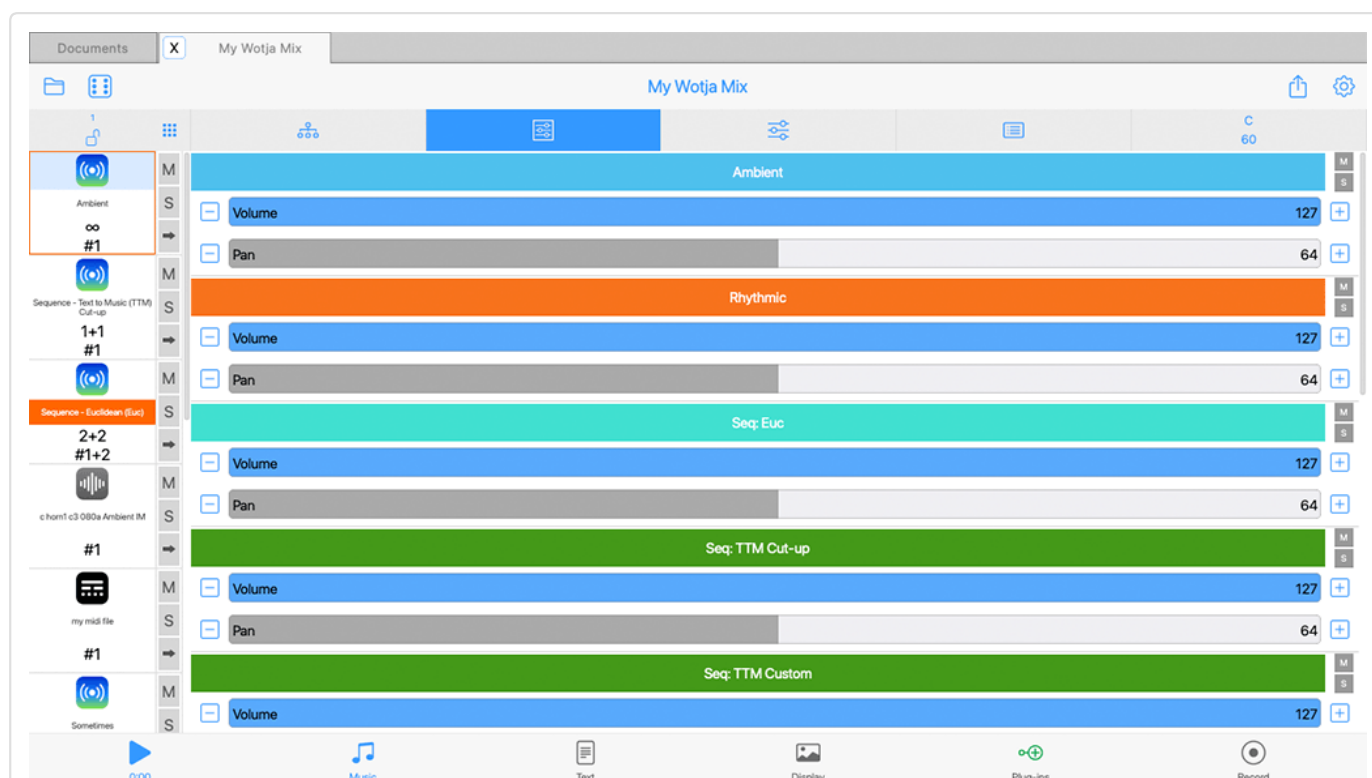 Documents
X
My Wotja Mix
My Wotja Mix
1
C
60
Ambient
∞
#1
M
S
Sequence - Text to Music (TTM)
Cut-up
1+1
#1
M
S
Sequence - Euclidean (Euc)
2+2
#1+2
M
S
c horn1 c3 080a Ambient IM
#1
M
S
my midi file
#1
M
S
Sometimes
M
S
Ambient
M
S
Volume 127
Pan 64
Rhythmic
M
S
Volume 127
Pan 64
Seq: Euc
M
S
Volume 127
Pan 64
Seq: TTM Cut-up
M
S
Volume 127
Pan 64
Seq: TTM Custom
M
S
Volume 127
0:00
Music
Text
Display
Plug-ins
Record